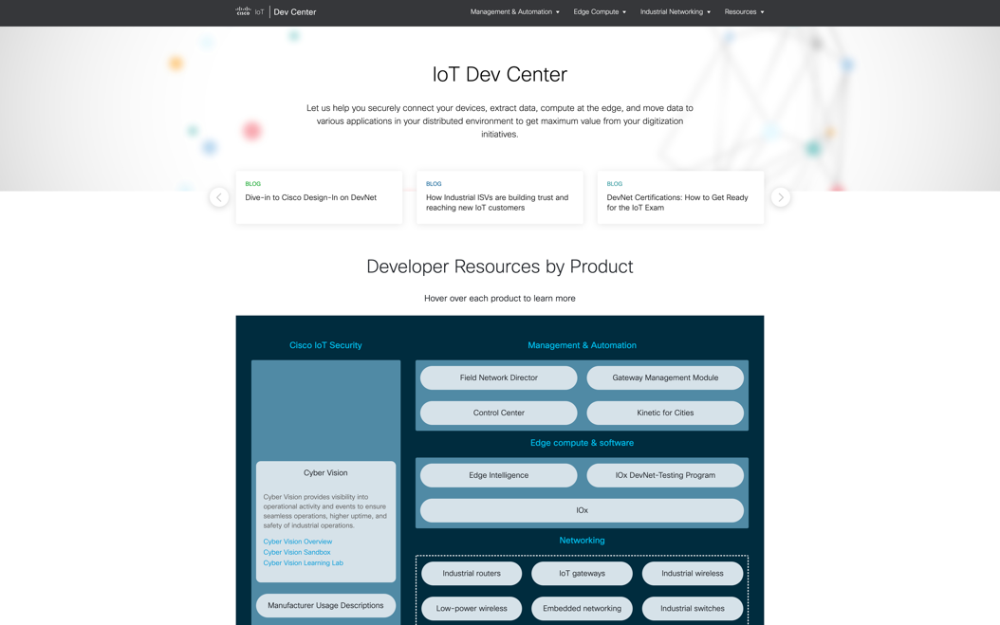 CISCO IoT Dev Center
Management & Automation
Edge Compute
Industrial Networking
Resources
IoT Dev Center
Let us help you securely connect your devices, extract data, compute at the edge, and move data to
various applications in your distributed environment to get maximum value from your digitization
initiatives.
BLOG
Dive-in to Cisco Design-In on DevNet
BLOG
How Industrial ISVs are building trust and
reaching new IoT customers
BLOG
DevNet Certifications: How to Get Ready
for the IoT Exam
Developer Resources by Product
Hover over each product to learn more
Cisco IoT Security
Cyber Vision
Cyber Vision provides visibility into
operational activity and events to ensure
seamless operations, higher uptime, and
safety of industrial operations.
Cyber Vision Overview
Cyber Vision Sandbox
Cyber Vision Learning Lab
Manufacturer Usage Descriptions
Management & Automation
Field Network Director
Gateway Management Module
Control Center
Kinetic for Cities
Edge compute & software
Edge Intelligence
IOx DevNet-Testing Program
IOx
Networking
Industrial routers
IoT gateways
Industrial wireless
Low-power wireless
Embedded networking
Industrial switches